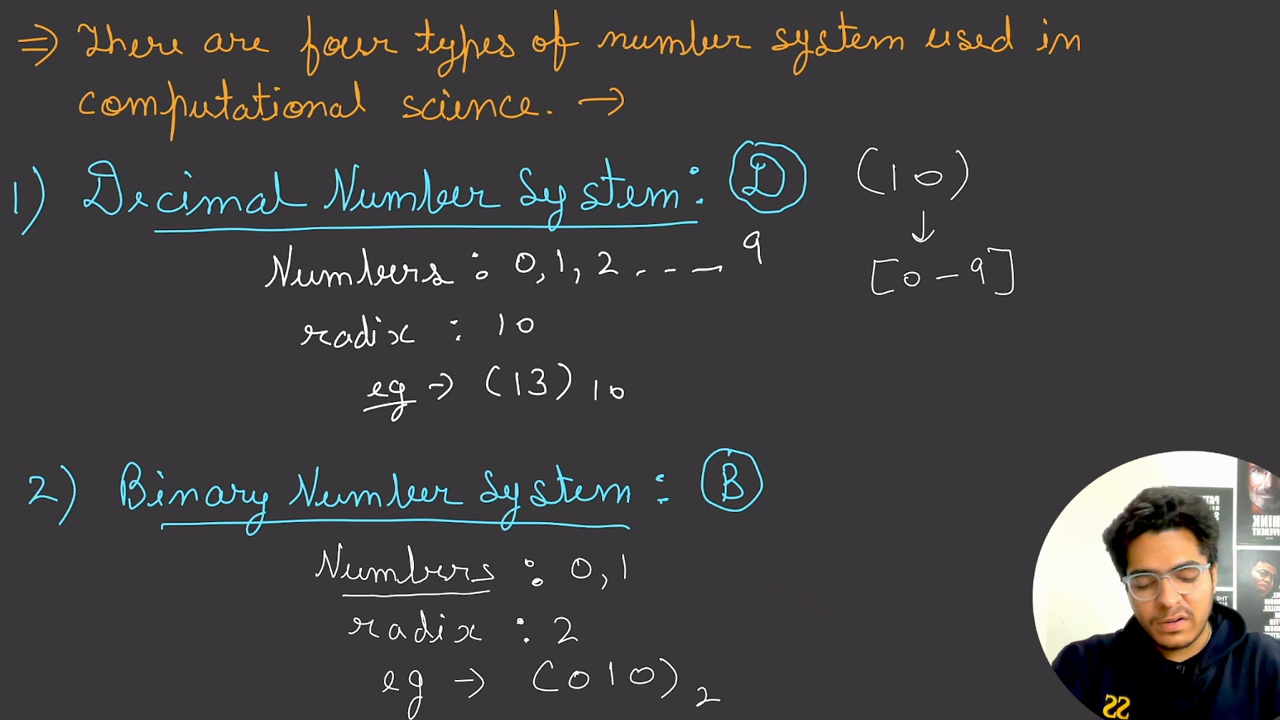 ⇒ There are four types of number system used in
computational science. →
1) Decimal Number System: D (10)
↓
Numbers : 0, 1, 2 ---- 9 [0-9]
radix : 10
eg → (13)10
2) Binary Number System : B
Numbers : 0, 1
radix : 2
eg → (010)2
THINK